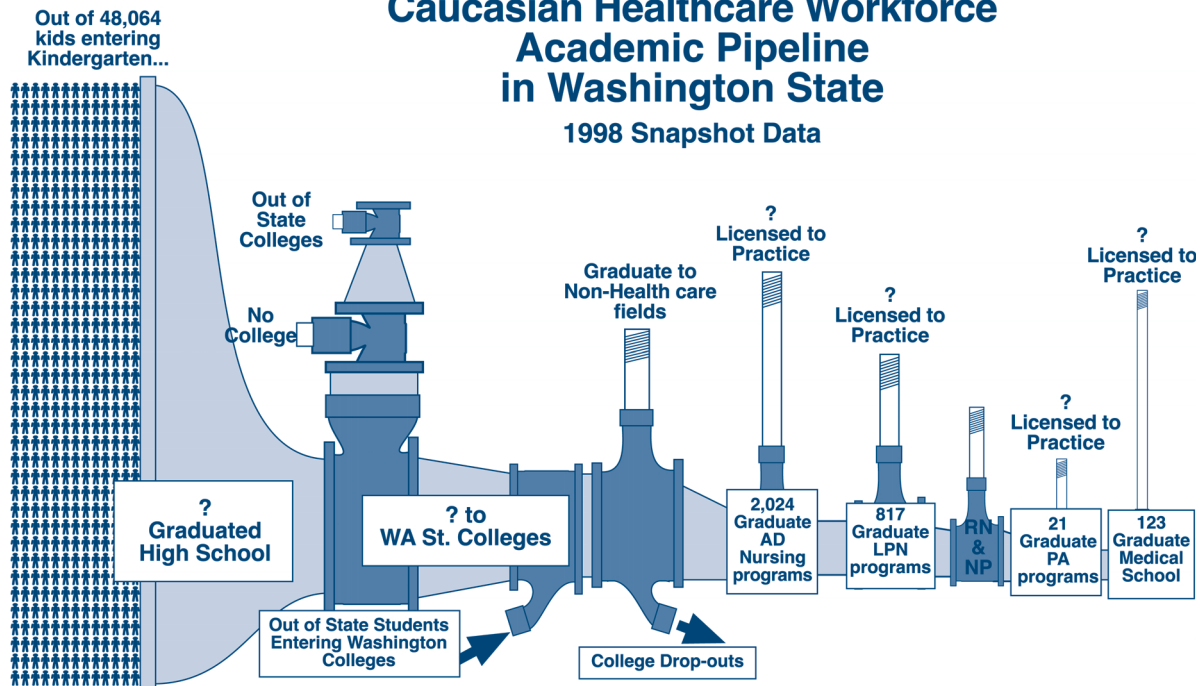 Caucasian Healthcare Workforce
Academic Pipeline
in Washington State
1998 Snapshot Data
Out of 48,064
kids entering
Kindergarten...
Out of
State
Colleges
No
College
?
Graduated
High School
? to
WA St. Colleges
Out of State Students
Entering Washington
Colleges
Graduate to
Non-Health care
fields
College Drop-outs
?
Licensed to
Practice
2,024
Graduate
AD
Nursing
programs
?
Licensed to
Practice
817
Graduate
LPN
programs
RN
&
NP
?
Licensed to
Practice
21
Graduate
PA
programs
?
Licensed to
Practice
123
Graduate
Medical
School